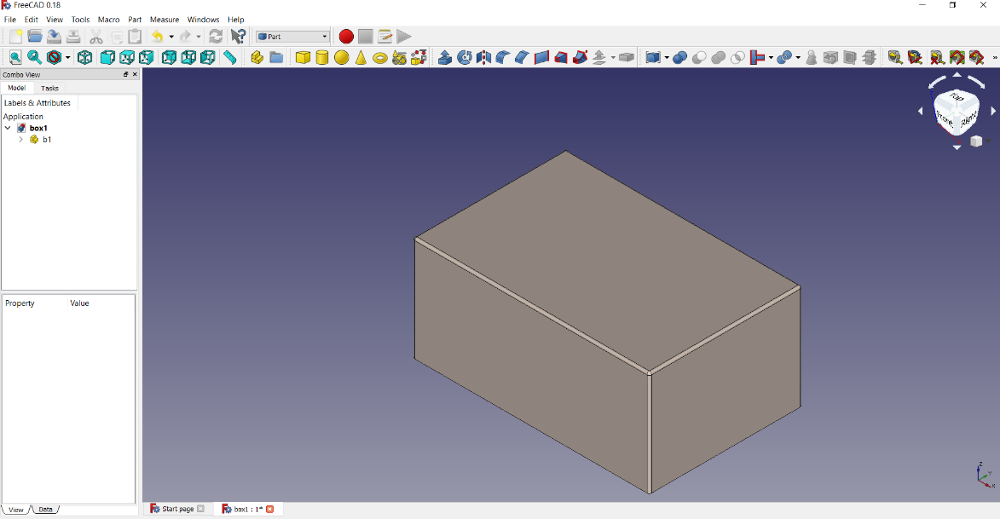 FreeCAD 0.18
File Edit View Tools Macro Part Measure Windows Help
Part
Combo View
Model Tasks
Labels & Attributes
Application
box1
b1
Property Value
View Data
Start page
box1 : 1*
Top
Front
Right
Z
Y
X